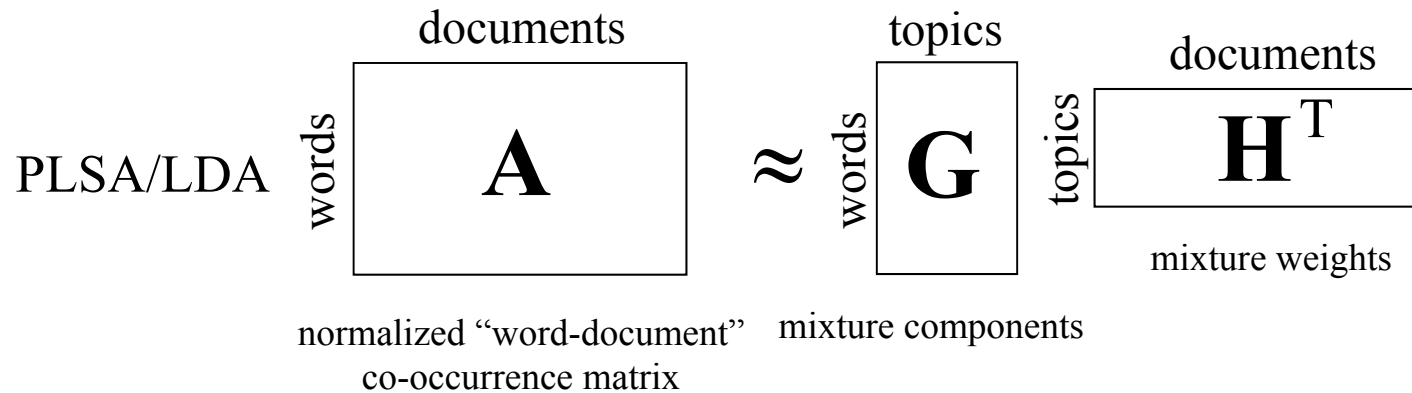 documents
topics
documents
PLSA/LDA
words
A
≈
words
G
topics
H^T
mixture weights
normalized “word-document”
co-occurrence matrix
mixture components